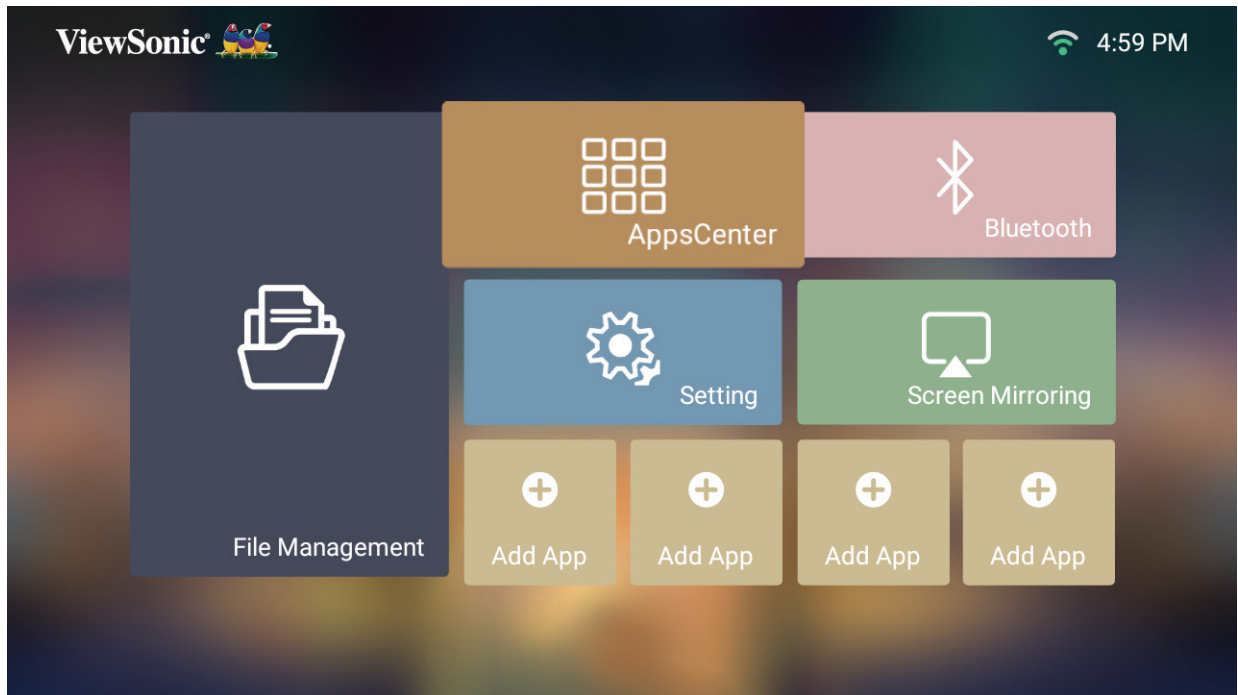 ViewSonic®
4:59 PM
AppsCenter
Bluetooth
Setting
Screen Mirroring
File Management
Add App
Add App
Add App
Add App